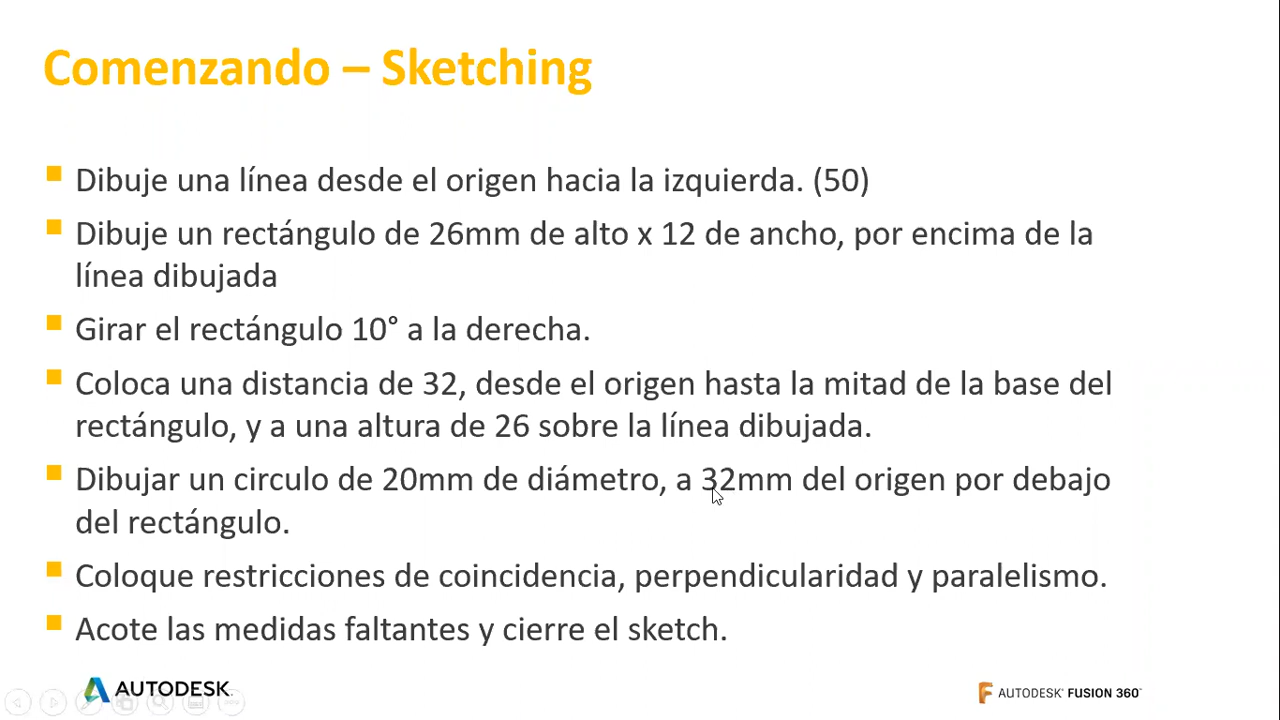 Comenzando – Sketching
Dibuje una línea desde el origen hacia la izquierda. (50)
Dibuje un rectángulo de 26mm de alto x 12 de ancho, por encima de la
línea dibujada
Girar el rectángulo 10° a la derecha.
Coloca una distancia de 32, desde el origen hasta la mitad de la base del
rectángulo, y a una altura de 26 sobre la línea dibujada.
Dibujar un circulo de 20mm de diámetro, a 32mm del origen por debajo
del rectángulo.
Coloque restricciones de coincidencia, perpendicularidad y paralelismo.
Acote las medidas faltantes y cierre el sketch.
AUTODESK.
AUTODESK® FUSION 360™